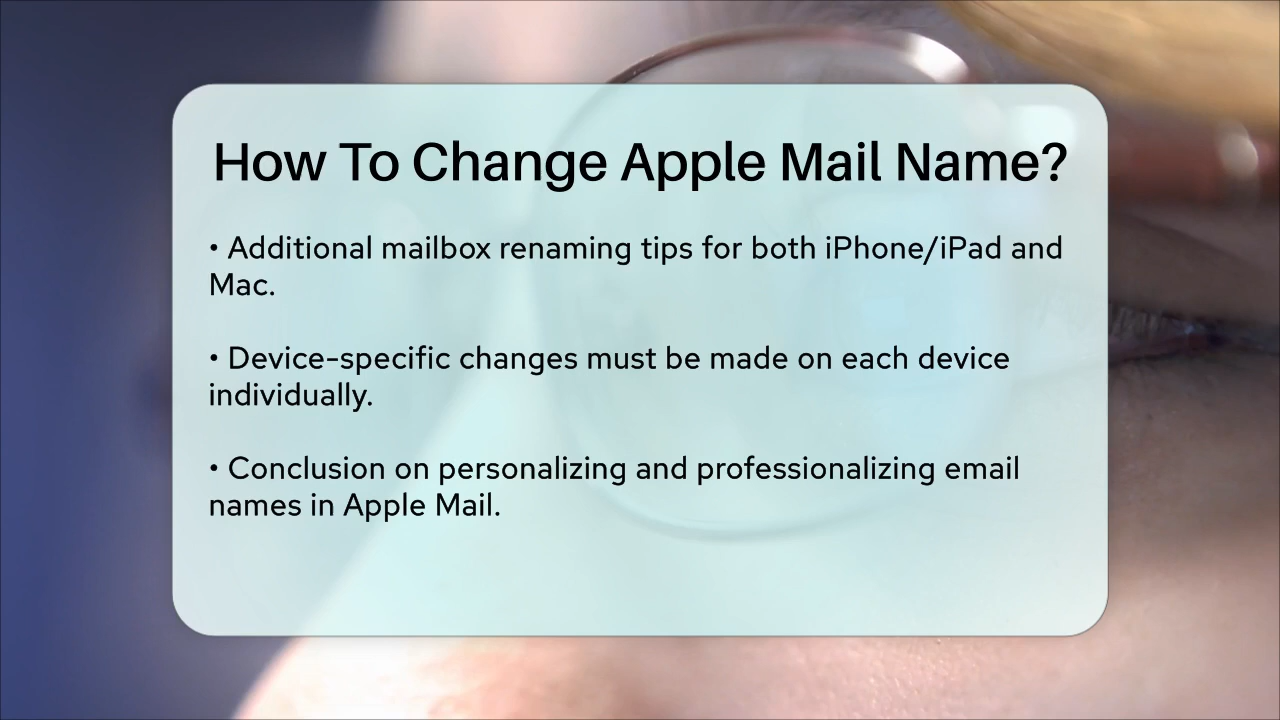 How To Change Apple Mail Name?
• Additional mailbox renaming tips for both iPhone/iPad and
Mac.
• Device-specific changes must be made on each device
individually.
• Conclusion on personalizing and professionalizing email
names in Apple Mail.